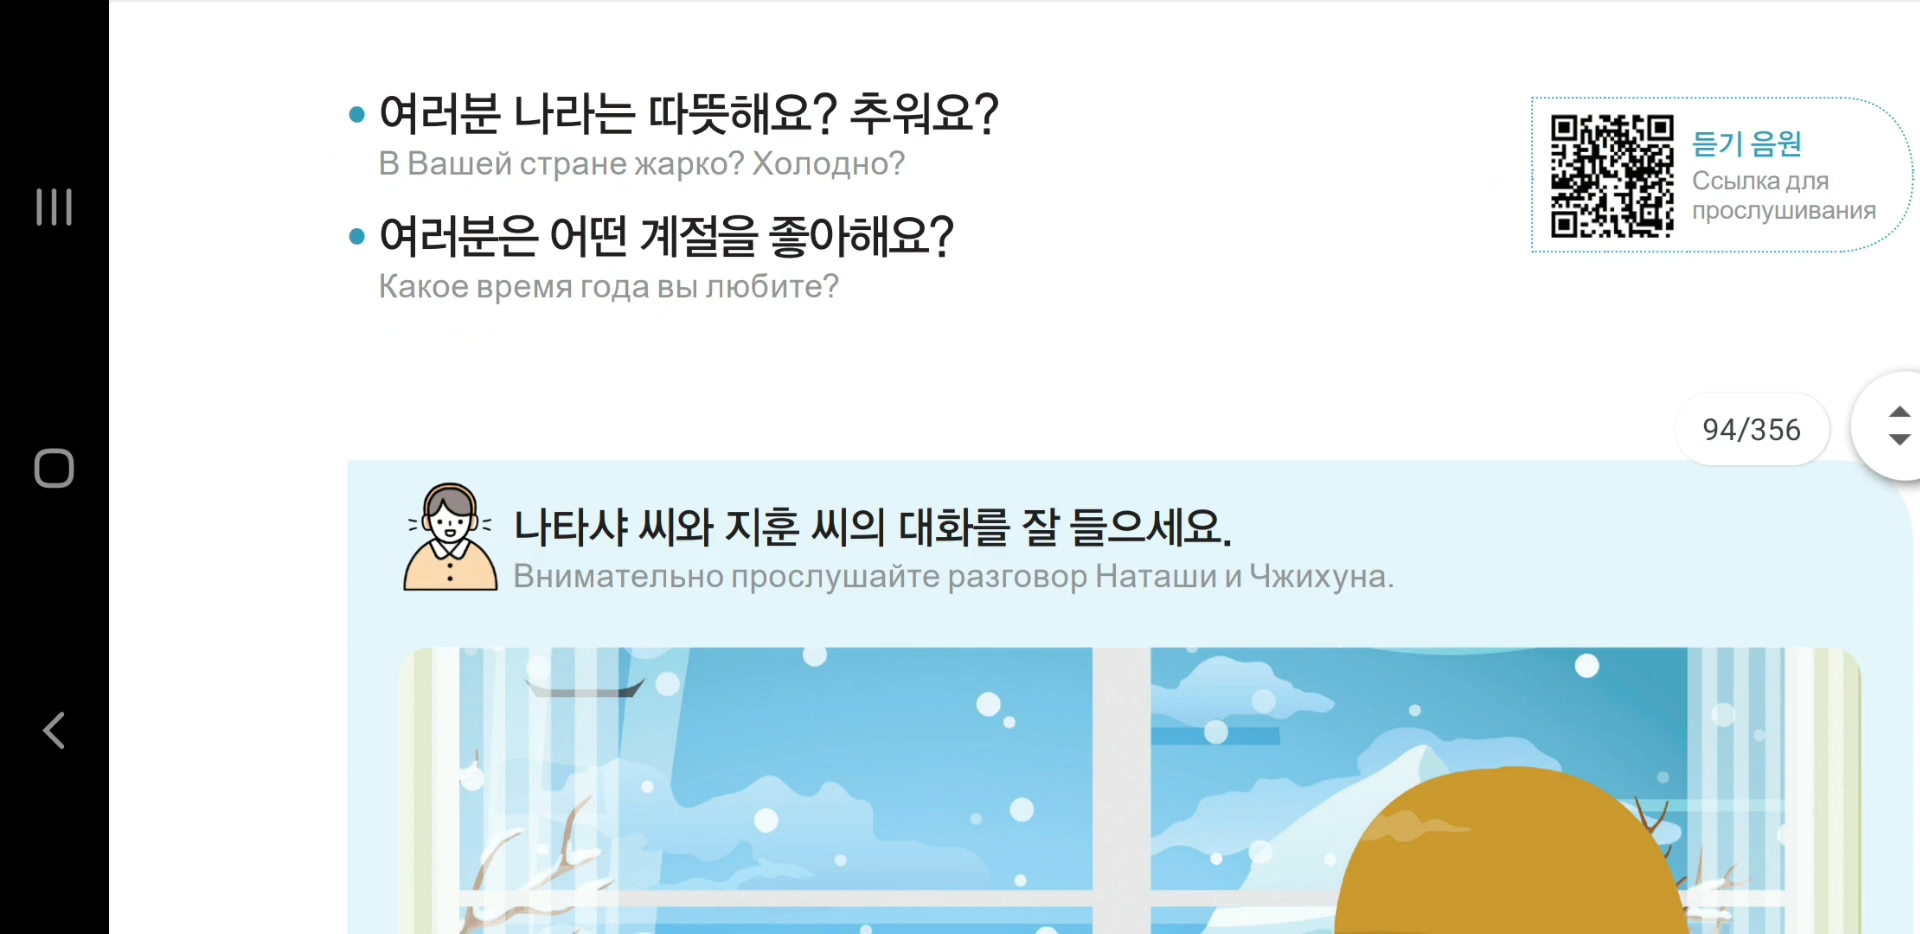 여러분 나라는 따뜻해요? 추워요?
В Вашей стране жарко? Холодно?
여러분은 어떤 계절을 좋아해요?
Какое время года вы любите?
듣기 음원
Ссылка для
прослушивания
94/356
나타샤 씨와 지훈 씨의 대화를 잘 들으세요.
Внимательно прослушайте разговор Наташи и Чжихуна.